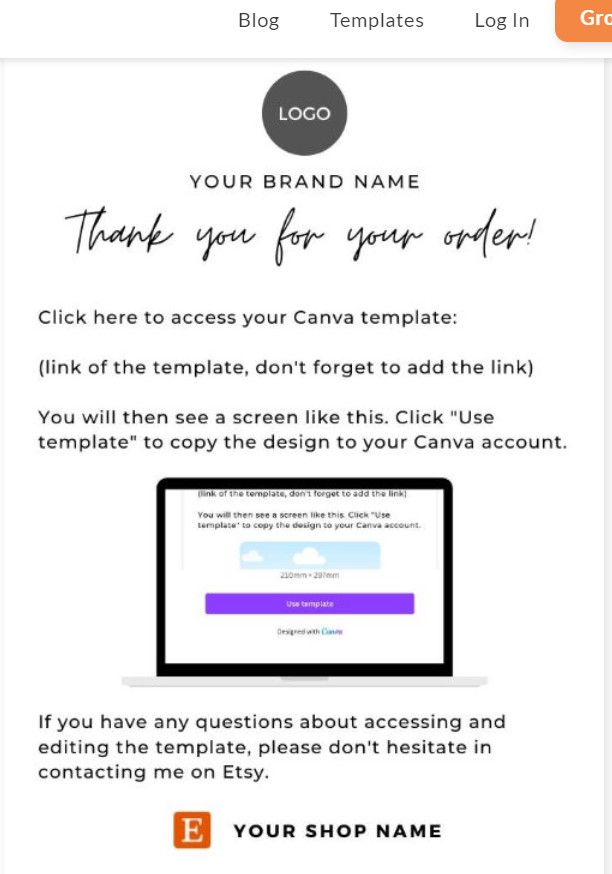 Blog Templates Log In Gro
LOGO
YOUR BRAND NAME
Thank you for your order!
Click here to access your Canva template:
(link of the template, don't forget to add the link)
You will then see a screen like this. Click "Use
template" to copy the design to your Canva account.
(link of the template, don't forget to add the link)
You will then see a screen like this. Click "Use
template" to copy the design to your Canva account.
210mm × 297mm
Use template
Designed with Canva
If you have any questions about accessing and
editing the template, please don't hesitate in
contacting me on Etsy.
E YOUR SHOP NAME